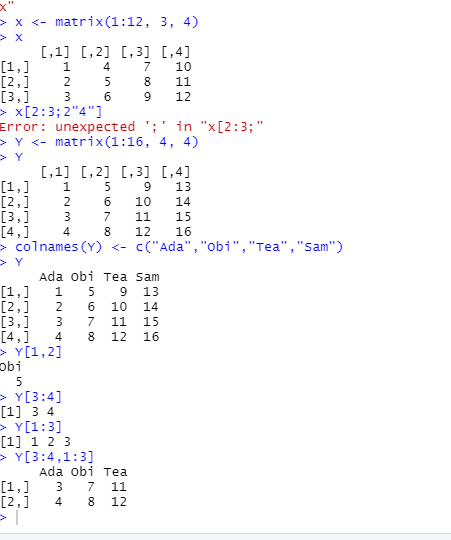 x"
> x <- matrix(1:12, 3, 4)
> x
     [,1] [,2] [,3] [,4]
[1,]    1    4    7   10
[2,]    2    5    8   11
[3,]    3    6    9   12
> x[2:3;2"4"]
Error: unexpected ';' in "x[2:3;"
> Y <- matrix(1:16, 4, 4)
> Y
     [,1] [,2] [,3] [,4]
[1,]    1    5    9   13
[2,]    2    6   10   14
[3,]    3    7   11   15
[4,]    4    8   12   16
> colnames(Y) <- c("Ada","Obi","Tea","Sam")
> Y
     Ada Obi Tea Sam
[1,]   1   5   9  13
[2,]   2   6  10  14
[3,]   3   7  11  15
[4,]   4   8  12  16
> Y[1,2]
Obi
  5
> Y[3:4]
[1] 3 4
> Y[1:3]
[1] 1 2 3
> Y[3:4,1:3]
     Ada Obi Tea
[1,]   3   7  11
[2,]   4   8  12
>